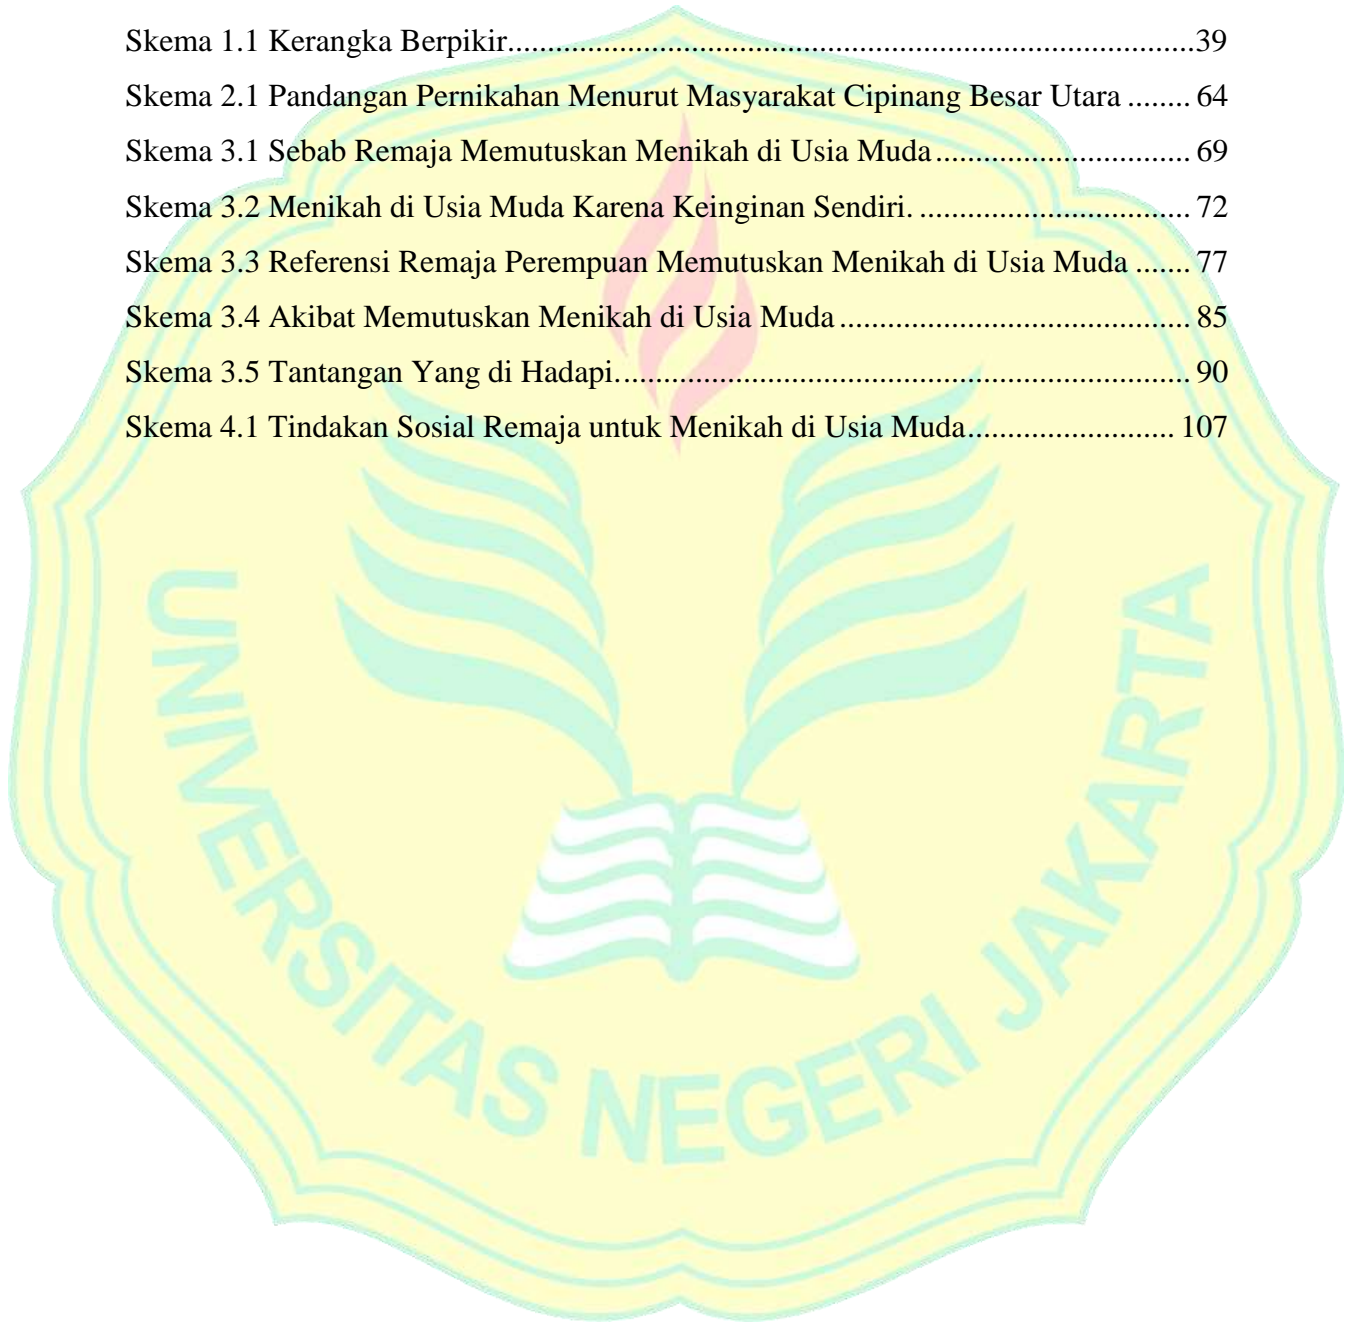 Skema 1.1 Kerangka Berpikir........................................................................................39
Skema 2.1 Pandangan Pernikahan Menurut Masyarakat Cipinang Besar Utara ........ 64
Skema 3.1 Sebab Remaja Memutuskan Menikah di Usia Muda................................. 69
Skema 3.2 Menikah di Usia Muda Karena Keinginan Sendiri. ................................... 72
Skema 3.3 Referensi Remaja Perempuan Memutuskan Menikah di Usia Muda ....... 77
Skema 3.4 Akibat Memutuskan Menikah di Usia Muda ............................................. 85
Skema 3.5 Tantangan Yang di Hadapi......................................................................... 90
Skema 4.1 Tindakan Sosial Remaja untuk Menikah di Usia Muda.......................... 107
UNIVERSITAS NEGERI JAKARTA